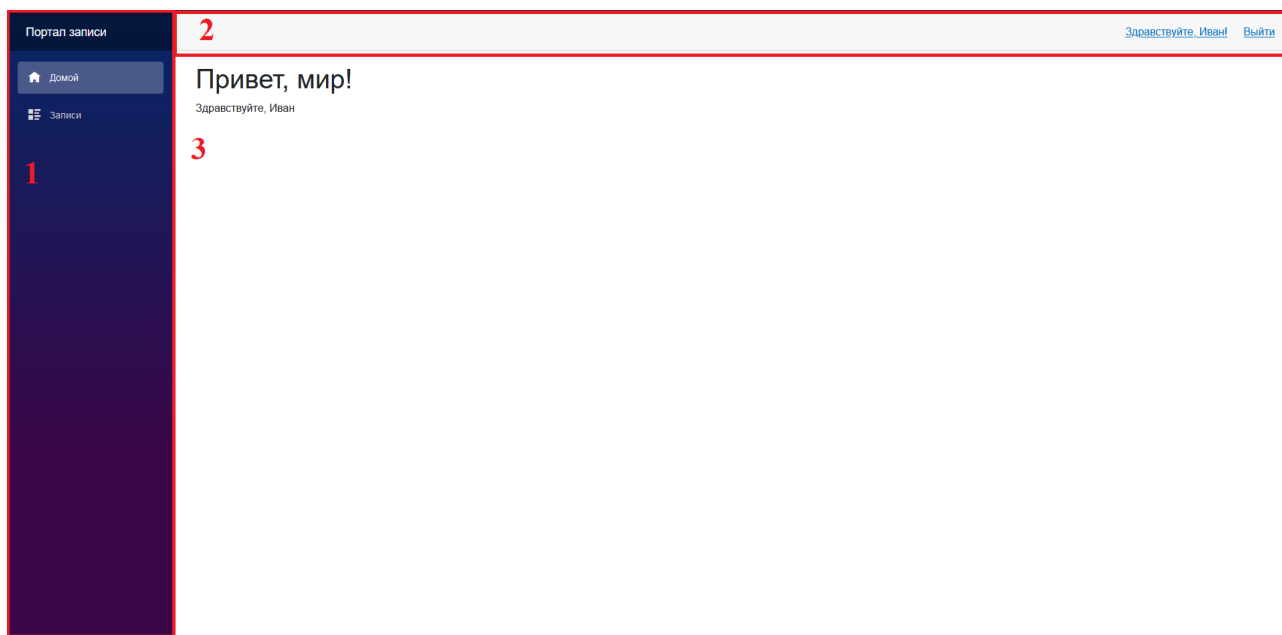 Портал записи
2
Здравствуйте, Иван!
Выйти
Домой
Записи
1
Привет, мир!
Здравствуйте, Иван
3